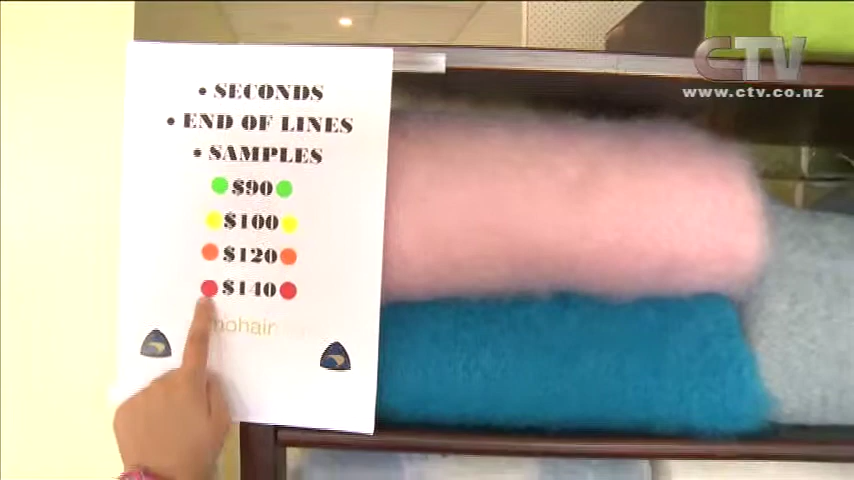 CTV
www.ctv.co.nz
• SECONDS
• END OF LINES
• SAMPLES
$90
$100
$120
$140
mohair